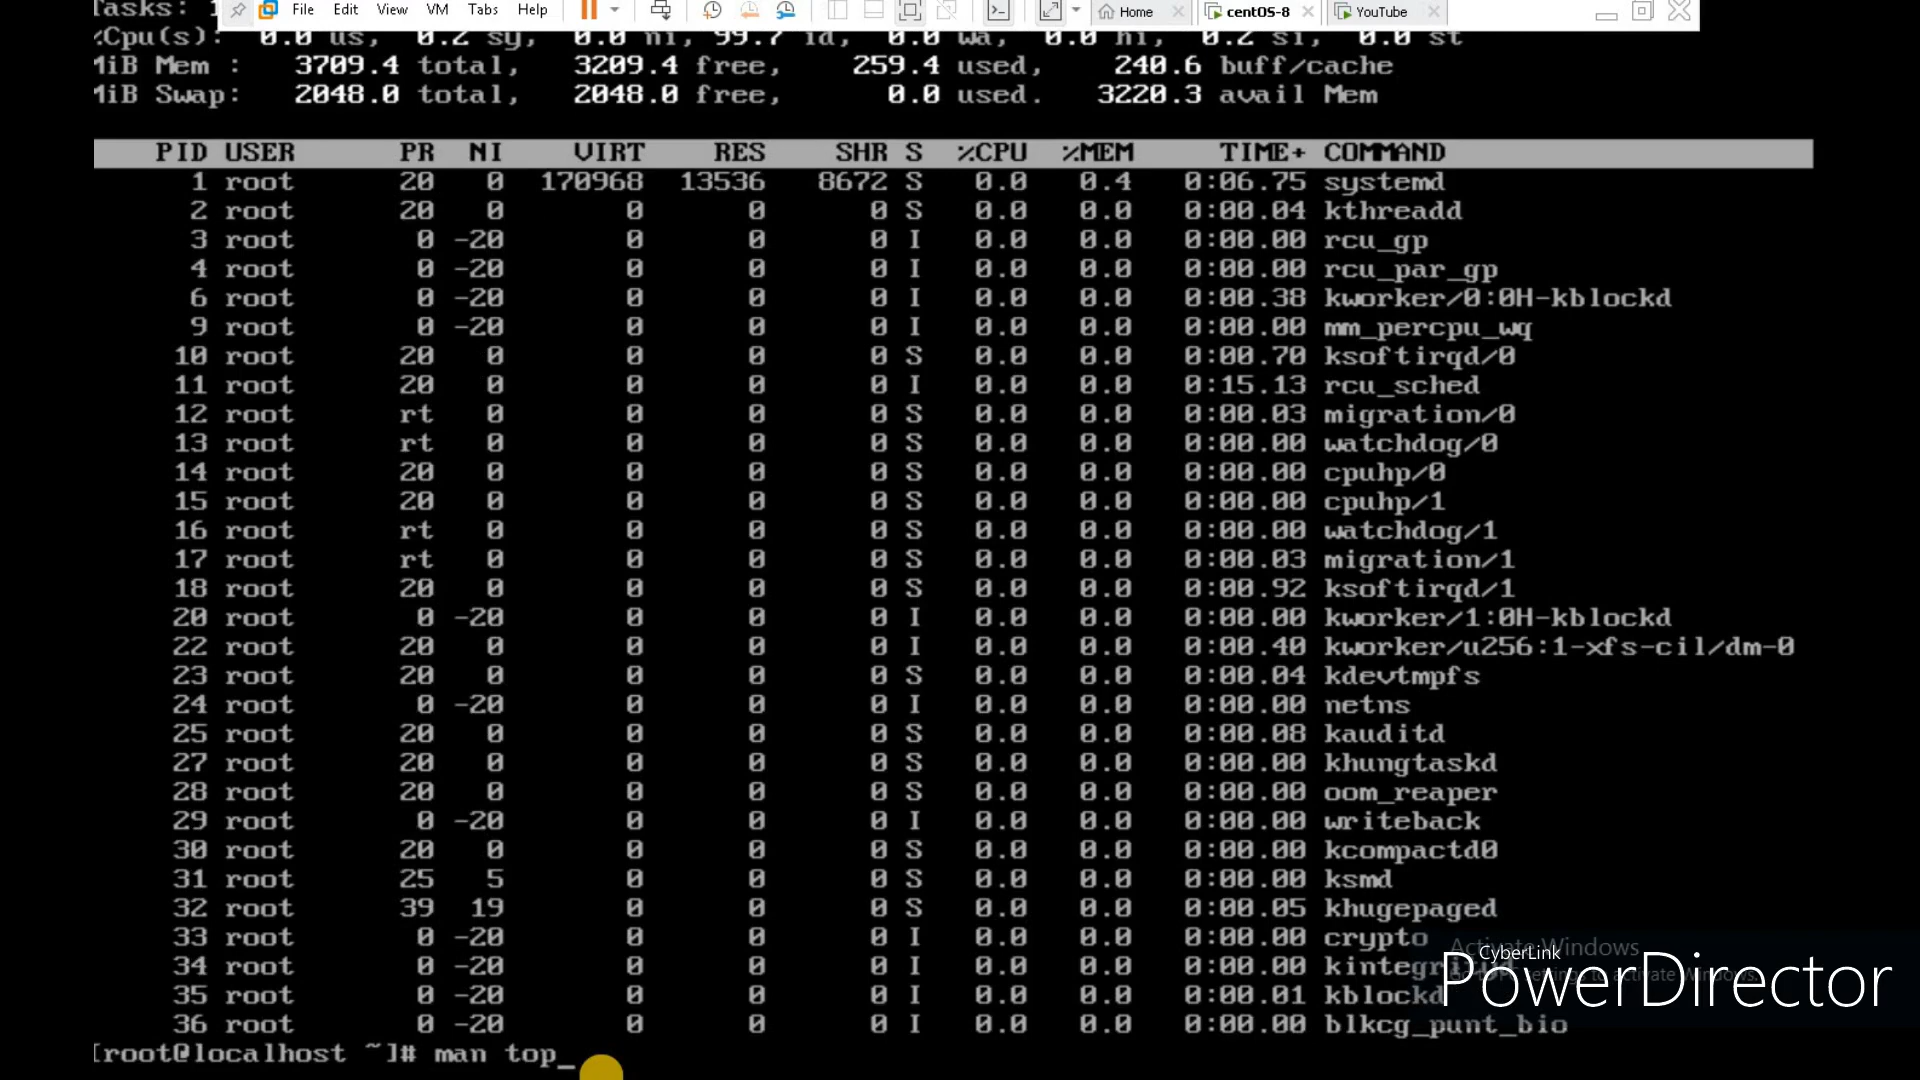 Tasks: 1
File Edit View VM Tabs Help Home centOS-8 YouTube
%Cpu(s): 0.0 us, 0.2 sy, 0.0 ni, 99.7 id, 0.0 wa, 0.0 hi, 0.2 si, 0.0 st
MiB Mem : 3709.4 total, 3209.4 free, 259.4 used, 240.6 buff/cache
MiB Swap: 2048.0 total, 2048.0 free, 0.0 used. 3220.3 avail Mem
PID USER PR NI VIRT RES SHR S %CPU %MEM TIME+ COMMAND
1 root 20 0 170968 13536 8672 S 0.0 0.4 0:06.75 systemd
2 root 20 0 0 0 0 S 0.0 0.0 0:00.04 kthreadd
3 root 0 -20 0 0 0 I 0.0 0.0 0:00.00 rcu_gp
4 root 0 -20 0 0 0 I 0.0 0.0 0:00.00 rcu_par_gp
6 root 0 -20 0 0 0 I 0.0 0.0 0:00.38 kworker/0:0H-kblockd
9 root 0 -20 0 0 0 I 0.0 0.0 0:00.00 mm_percpu_wq
10 root 20 0 0 0 0 S 0.0 0.0 0:00.70 ksoftirqd/0
11 root 20 0 0 0 0 I 0.0 0.0 0:15.13 rcu_sched
12 root rt 0 0 0 0 S 0.0 0.0 0:00.03 migration/0
13 root rt 0 0 0 0 S 0.0 0.0 0:00.00 watchdog/0
14 root 20 0 0 0 0 S 0.0 0.0 0:00.00 cpuhp/0
15 root 20 0 0 0 0 S 0.0 0.0 0:00.00 cpuhp/1
16 root rt 0 0 0 0 S 0.0 0.0 0:00.00 watchdog/1
17 root rt 0 0 0 0 S 0.0 0.0 0:00.03 migration/1
18 root 20 0 0 0 0 S 0.0 0.0 0:00.92 ksoftirqd/1
20 root 0 -20 0 0 0 I 0.0 0.0 0:00.00 kworker/1:0H-kblockd
22 root 20 0 0 0 0 I 0.0 0.0 0:00.40 kworker/u256:1-xfs-cil/dm-0
23 root 20 0 0 0 0 S 0.0 0.0 0:00.04 kdevtmpfs
24 root 0 -20 0 0 0 I 0.0 0.0 0:00.00 netns
25 root 20 0 0 0 0 S 0.0 0.0 0:00.08 kauditd
27 root 20 0 0 0 0 S 0.0 0.0 0:00.00 khungtaskd
28 root 20 0 0 0 0 S 0.0 0.0 0:00.00 oom_reaper
29 root 0 -20 0 0 0 I 0.0 0.0 0:00.00 writeback
30 root 20 0 0 0 0 S 0.0 0.0 0:00.00 kcompactd0
31 root 25 5 0 0 0 S 0.0 0.0 0:00.00 ksmd
32 root 39 19 0 0 0 S 0.0 0.0 0:00.05 khugepaged
33 root 0 -20 0 0 0 I 0.0 0.0 0:00.00 crypto
34 root 0 -20 0 0 0 I 0.0 0.0 0:00.00
35 root 0 -20 0 0 0 I 0.0 0.0 0:00.01 kblockd
36 root 0 -20 0 0 0 I 0.0 0.0 0:00.00 blkcg_punt_bio
[root@localhost ~]# man top_
Activate Windows
CyberLink
PowerDirector